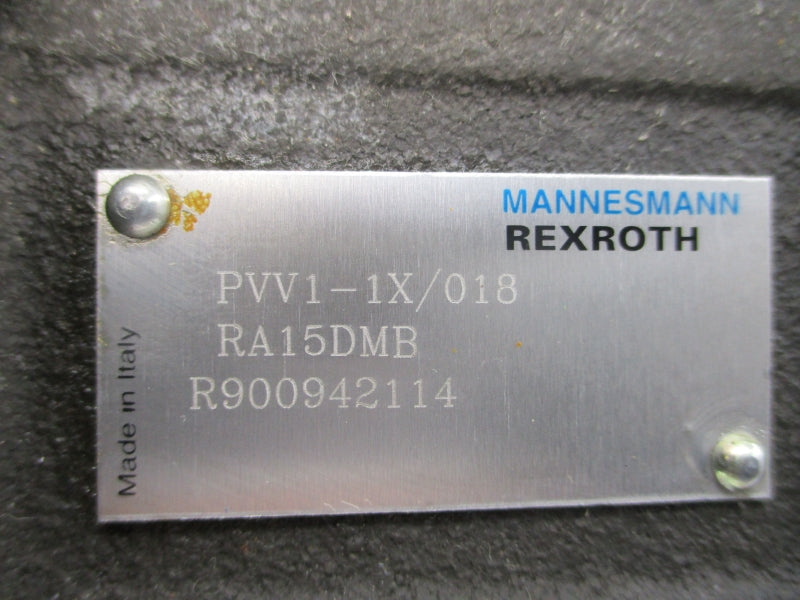 MANNESMANN
REXROTH
PVV1-1X/018
RA15DMB
R900942114
Made in Italy